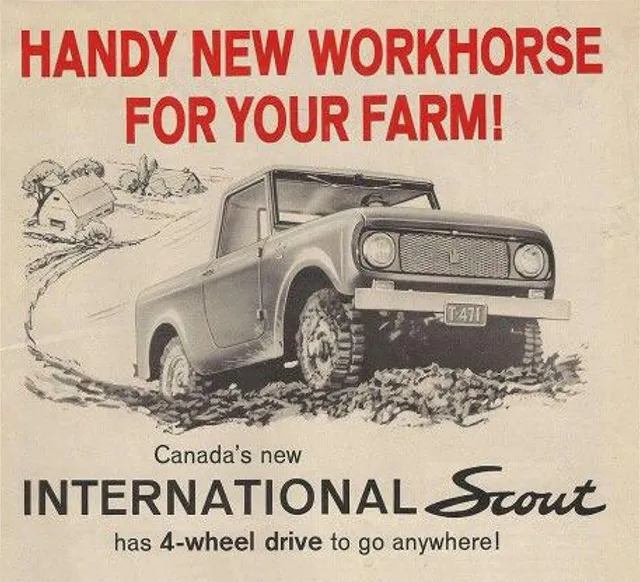 HANDY NEW WORKHORSE
FOR YOUR FARM!
T-471
Canada's new
INTERNATIONAL Scout
has 4-wheel drive to go anywhere!